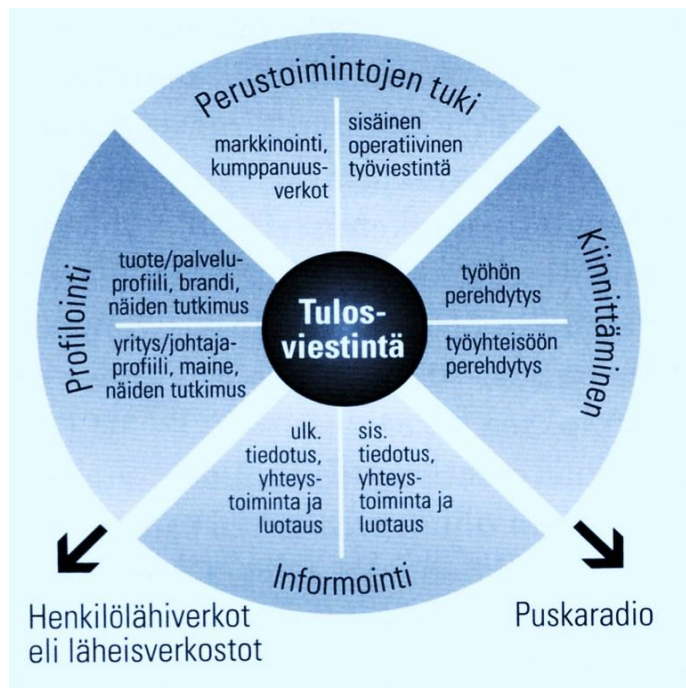 Perustoimintojen tuki
markkinointi,
kumppanuus-
verkot
sisäinen
operatiivinen
työviestintä
Profilointi
tuote/palvelu-
profiili, brandi,
näiden tutkimus
yritys/johtaja-
profiili, maine,
näiden tutkimus
Tulos-
viestintä
Kiinnittäminen
työhön
perehdytys
työyhteisöön
perehdytys
ulk.
tiedotus,
yhteys-
toiminta ja
luotaus
sis.
tiedotus,
yhteys-
toiminta ja
luotaus
Informointi
Henkilölähiverkot
eli läheisverkostot
Puskaradio